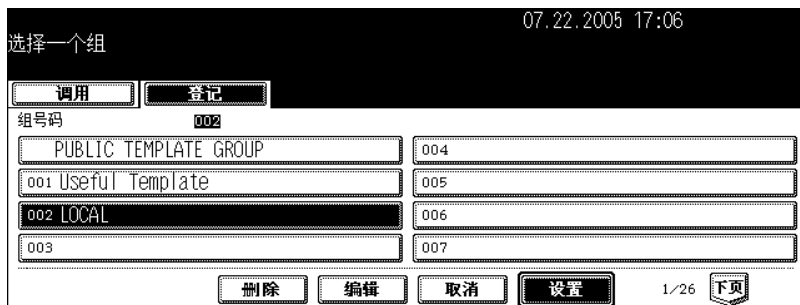 07.22.2005 17:06
选择一个组
调用 登记
组号码 002
PUBLIC TEMPLATE GROUP 004
001 Useful Template 005
002 LOCAL 006
003 007
删除 编辑 取消 设置 1/26 下页